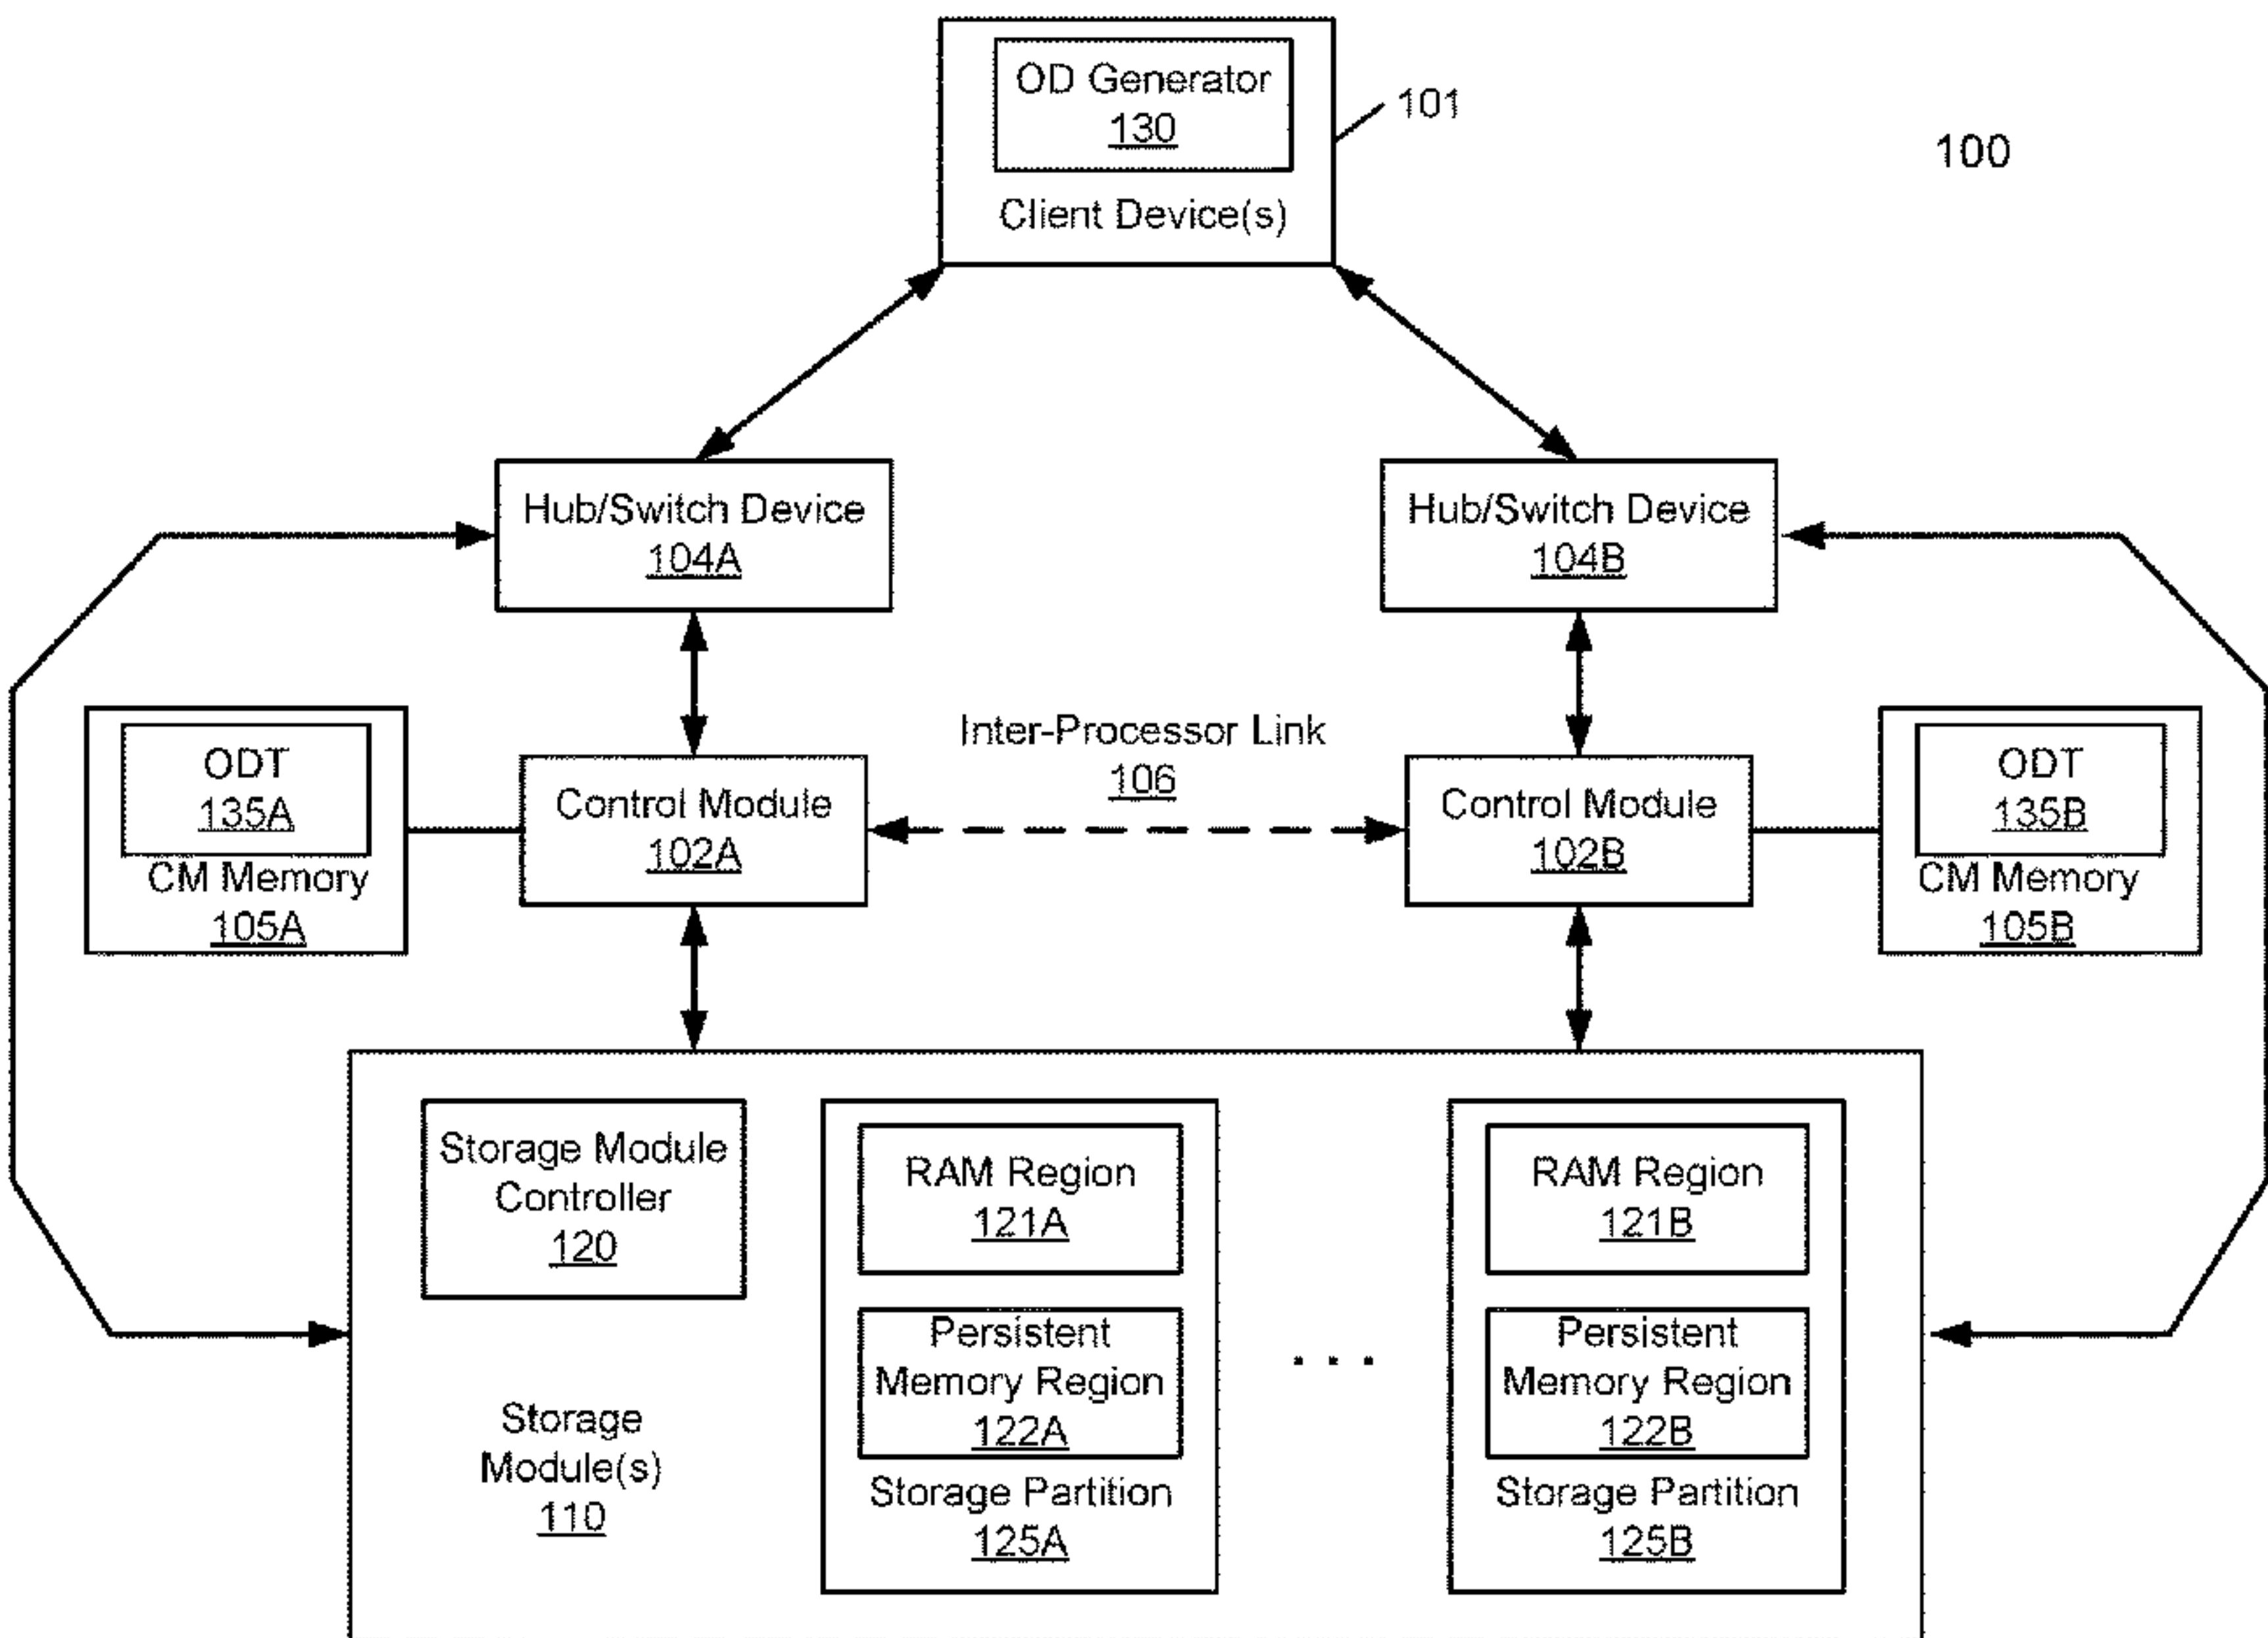 OD Generator
130
101
100
Client Device(s)
Hub/Switch Device
104A
Hub/Switch Device
104B
Inter-Processor Link
106
ODT
135A
CM Memory
105A
Control Module
102A
Control Module
102B
ODT
135B
CM Memory
105B
Storage Module
Controller
120
RAM Region
121A
RAM Region
121B
Persistent
Memory Region
122A
. . .
Persistent
Memory Region
122B
Storage
Module(s)
110
Storage Partition
125A
Storage Partition
125B